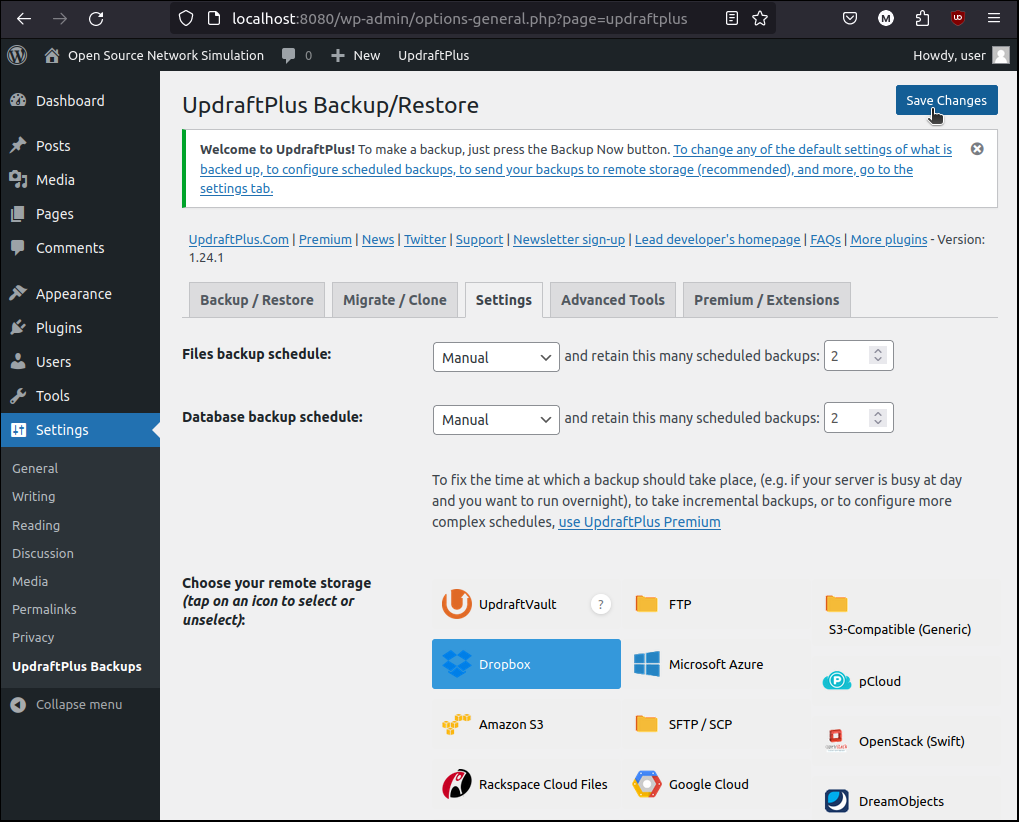 localhost:8080/wp-admin/options-general.php?page=updraftplus
M
UD
Open Source Network Simulation
0
New
UpdraftPlus
Howdy, user
Dashboard
Posts
Media
Pages
Comments
Appearance
Plugins
Users
Tools
Settings
General
Writing
Reading
Discussion
Media
Permalinks
Privacy
UpdraftPlus Backups
Collapse menu
UpdraftPlus Backup/Restore
Save Changes
Welcome to UpdraftPlus! To make a backup, just press the Backup Now button. To change any of the default settings of what is
backed up, to configure scheduled backups, to send your backups to remote storage (recommended), and more, go to the
settings tab.
UpdraftPlus.Com | Premium | News | Twitter | Support | Newsletter sign-up | Lead developer's homepage | FAQs | More plugins - Version:
1.24.1
Backup / Restore
Migrate / Clone
Settings
Advanced Tools
Premium / Extensions
Files backup schedule:
Manual
and retain this many scheduled backups:
2
Database backup schedule:
Manual
and retain this many scheduled backups:
2
To fix the time at which a backup should take place, (e.g. if your server is busy at day
and you want to run overnight), to take incremental backups, or to configure more
complex schedules, use UpdraftPlus Premium
Choose your remote storage
(tap on an icon to select or
unselect):
UpdraftVault
?
FTP
S3-Compatible (Generic)
Dropbox
Microsoft Azure
pCloud
Amazon S3
SFTP / SCP
OpenStack (Swift)
Rackspace Cloud Files
Google Cloud
DreamObjects